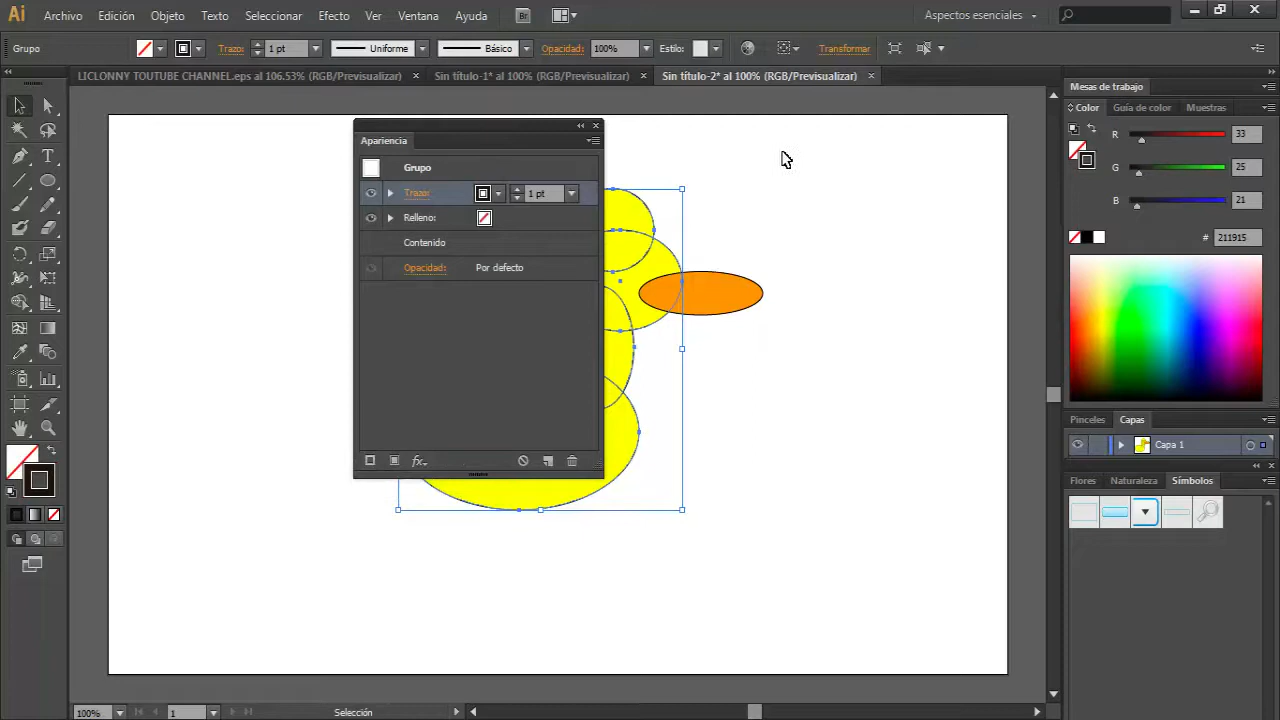 Ai Archivo Edición Objeto Texto Seleccionar Efecto Ver Ventana Ayuda Br Aspectos esenciales
Grupo Trazo: 1 pt Uniforme Básico Opacidad: 100% Estilo: Transformar
LICLONNY TOUTUBE CHANNEL.eps al 106.53% (RGB/Previsualizar) × Sin título-1* al 100% (RGB/Previsualizar) × Sin título-2* al 100% (RGB/Previsualizar) ×
Mesas de trabajo
Color Guía de color Muestras
R 33
G 25
B 21
# 211915
Apariencia
Grupo
Trazo: 1 pt
Relleno:
Contenido
Opacidad: Por defecto
fx
Pinceles Capas
Capa 1
Flores Naturaleza Símbolos
100% 1 Selección